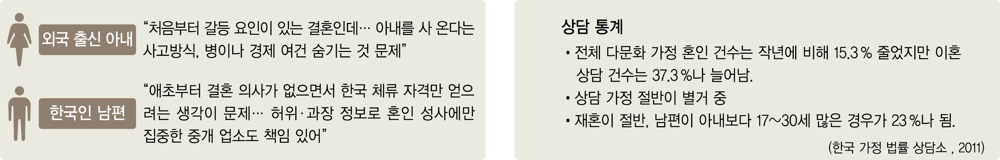 외국 출신 아내
“처음부터 갈등 요인이 있는 결혼인데… 아내를 사 온다는
사고방식, 병이나 경제 여건 숨기는 것 문제”
한국인 남편
“애초부터 결혼 의사가 없으면서 한국 체류 자격만 얻으
려는 생각이 문제… 허위·과장 정보로 혼인 성사에만
집중한 중개 업소도 책임 있어”
상담 통계
• 전체 다문화 가정 혼인 건수는 작년에 비해 15.3 % 줄었지만 이혼
상담 건수는 37.3 %나 늘어남.
• 상담 가정 절반이 별거 중
• 재혼이 절반, 남편이 아내보다 17~30세 많은 경우가 23 %나 됨.
(한국 가정 법률 상담소 , 2011)